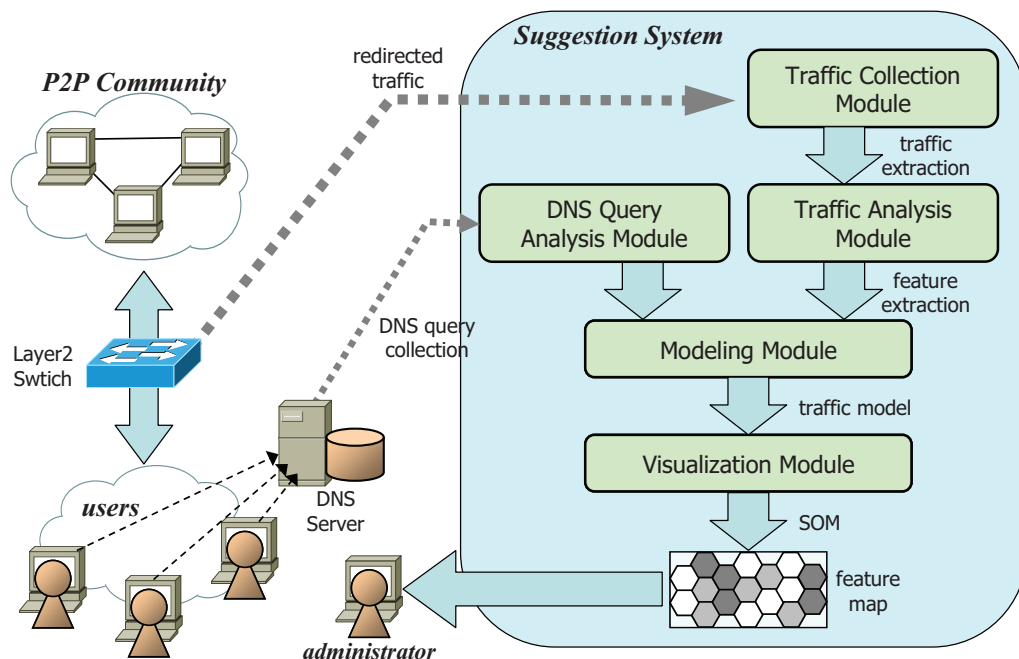 Suggestion System
redirected
traffic
P2P Community
Traffic Collection
Module
traffic
extraction
DNS Query
Analysis Module
Traffic Analysis
Module
feature
extraction
DNS query
collection
Layer2
Swtich
Modeling Module
traffic model
Visualization Module
users
DNS
Server
SOM
feature
map
administrator